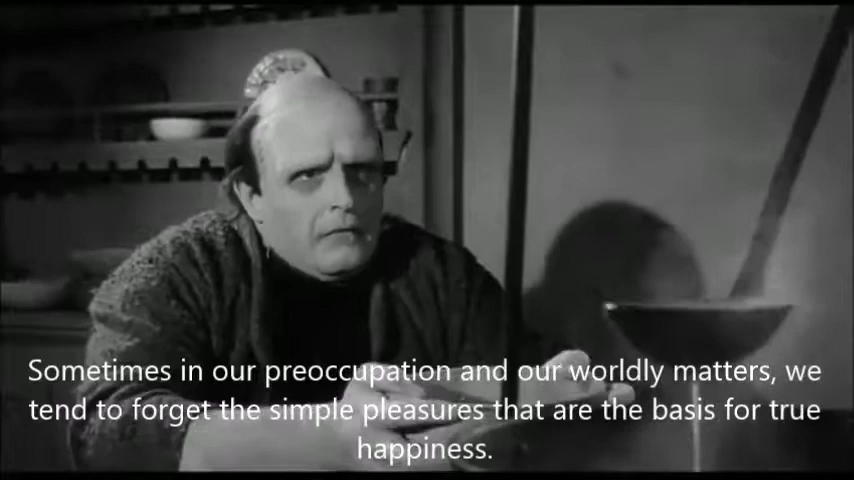 Sometimes in our preoccupation and our worldly matters, we
tend to forget the simple pleasures that are the basis for true
happiness.